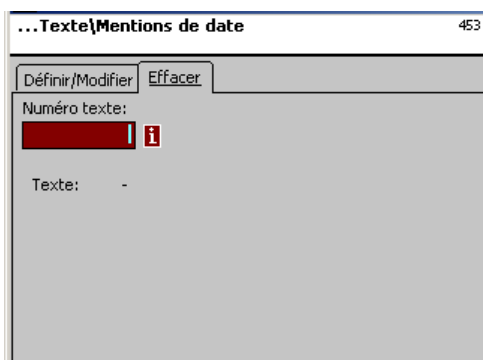 ...Texte\Mentions de date 453
Définir/Modifier Effacer
Numéro texte:
i
Texte: -